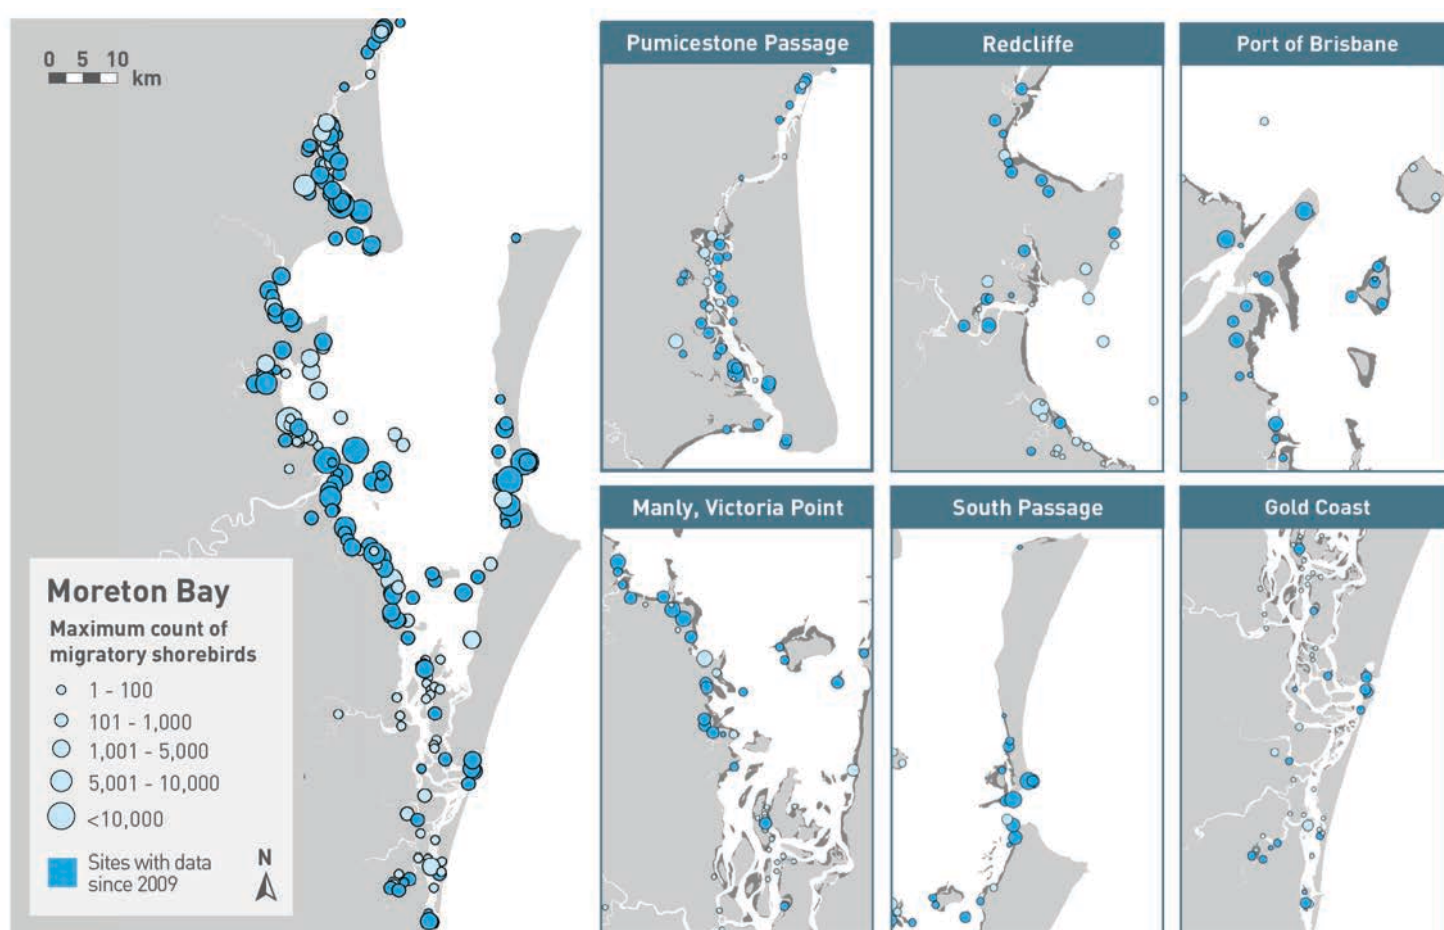 0 5 10
km
Moreton Bay
Maximum count of
migratory shorebirds
1 - 100
101 - 1,000
1,001 - 5,000
5,001 - 10,000
<10,000
Sites with data
since 2009
N
Pumicestone Passage
Redcliffe
Port of Brisbane
Manly, Victoria Point
South Passage
Gold Coast